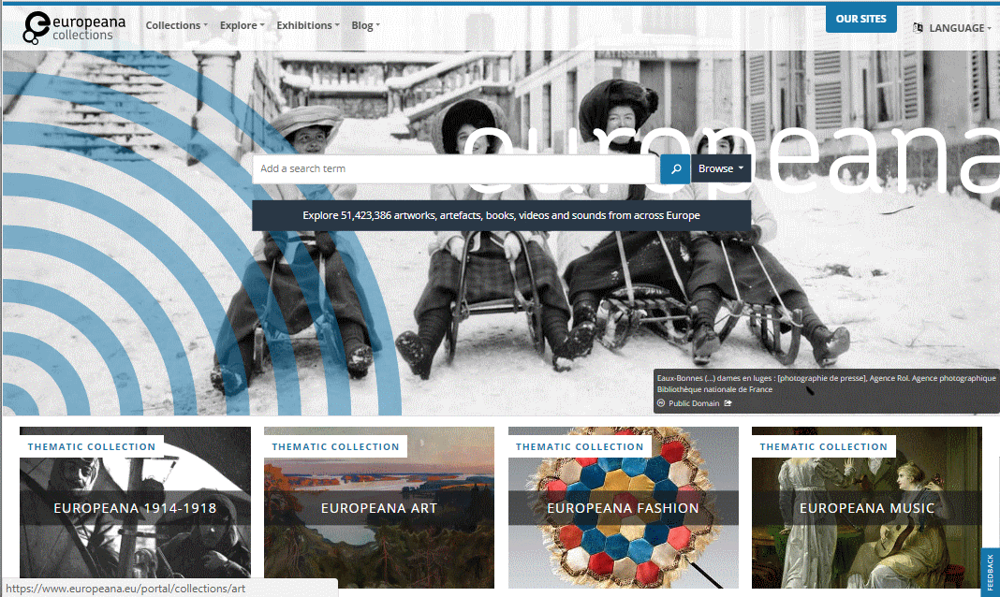 europeana
collections
Collections
Explore
Exhibitions
Blog
OUR SITES
LANGUAGE
PATISSERIE
europeana
Add a search term
Browse
Explore 51,423,386 artworks, artefacts, books, videos and sounds from across Europe
Eaux-Bonnes (...) dames en luges : [photographie de presse], Agence Rol. Agence photographique
Bibliothèque nationale de France
Public Domain
THEMATIC COLLECTION
THEMATIC COLLECTION
THEMATIC COLLECTION
THEMATIC COLLECTION
EUROPEANA 1914-1918
EUROPEANA ART
EUROPEANA FASHION
EUROPEANA MUSIC
FEEDBACK
https://www.europeana.eu/portal/collections/art